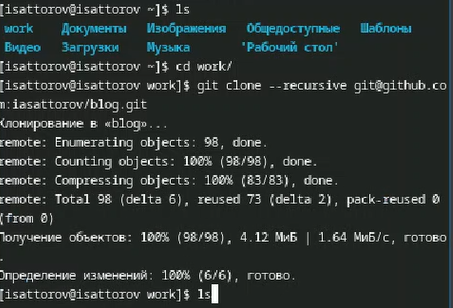 [isattorov@isattorov ~]$ ls
work Документы Изображения Общедоступные Шаблоны
Видео Загрузки Музыка 'Рабочий стол'
[isattorov@isattorov ~]$ cd work/
[isattorov@isattorov work]$ git clone --recursive git@github.co
m:iasattorov/blog.git
Клонирование в «blog»...
remote: Enumerating objects: 98, done.
remote: Counting objects: 100% (98/98), done.
remote: Compressing objects: 100% (83/83), done.
remote: Total 98 (delta 6), reused 73 (delta 2), pack-reused 0
(from 0)
Получение объектов: 100% (98/98), 4.12 МиБ | 1.64 МиБ/с, готово
.
Определение изменений: 100% (6/6), готово.
[isattorov@isattorov work]$ ls